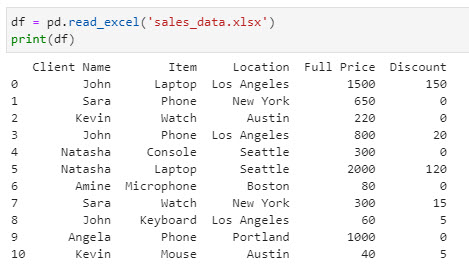 df = pd.read_excel('sales_data.xlsx')
print(df)
Client Name Item Location Full Price Discount
0 John Laptop Los Angeles 1500 150
1 Sara Phone New York 650 0
2 Kevin Watch Austin 220 0
3 John Phone Los Angeles 800 20
4 Natasha Console Seattle 300 0
5 Natasha Laptop Seattle 2000 120
6 Amine Microphone Boston 80 0
7 Sara Watch New York 300 15
8 John Keyboard Los Angeles 60 5
9 Angela Phone Portland 1000 0
10 Kevin Mouse Austin 40 5